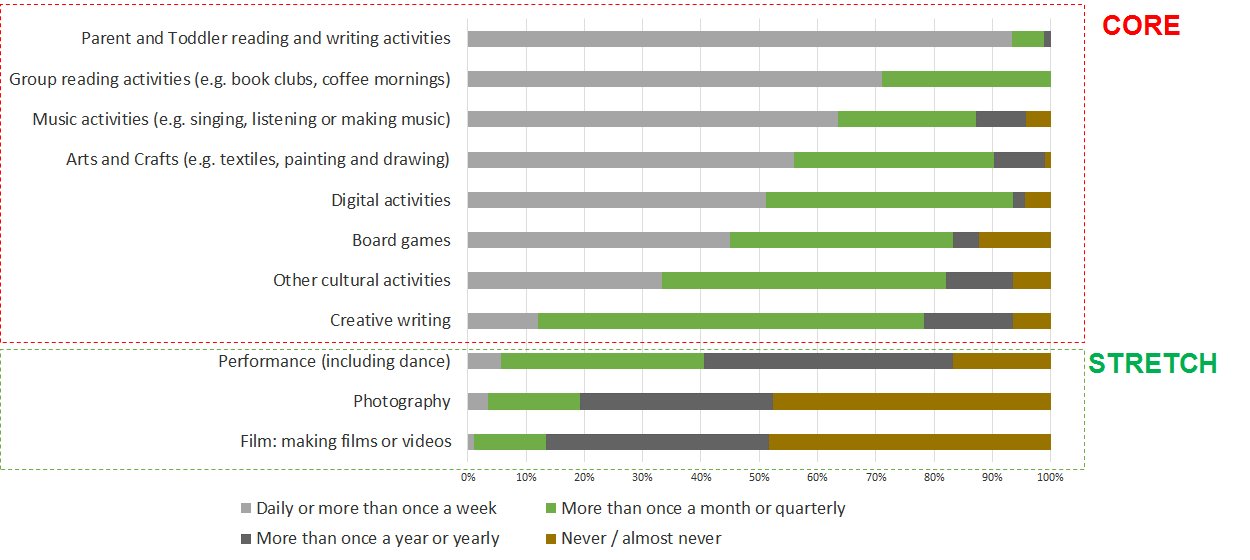 CORE
Parent and Toddler reading and writing activities
Group reading activities (e.g. book clubs, coffee mornings)
Music activities (e.g. singing, listening or making music)
Arts and Crafts (e.g. textiles, painting and drawing)
Digital activities
Board games
Other cultural activities
Creative writing
STRETCH
Performance (including dance)
Photography
Film: making films or videos
0% 10% 20% 30% 40% 50% 60% 70% 80% 90% 100%
Daily or more than once a week More than once a month or quarterly
More than once a year or yearly Never / almost never